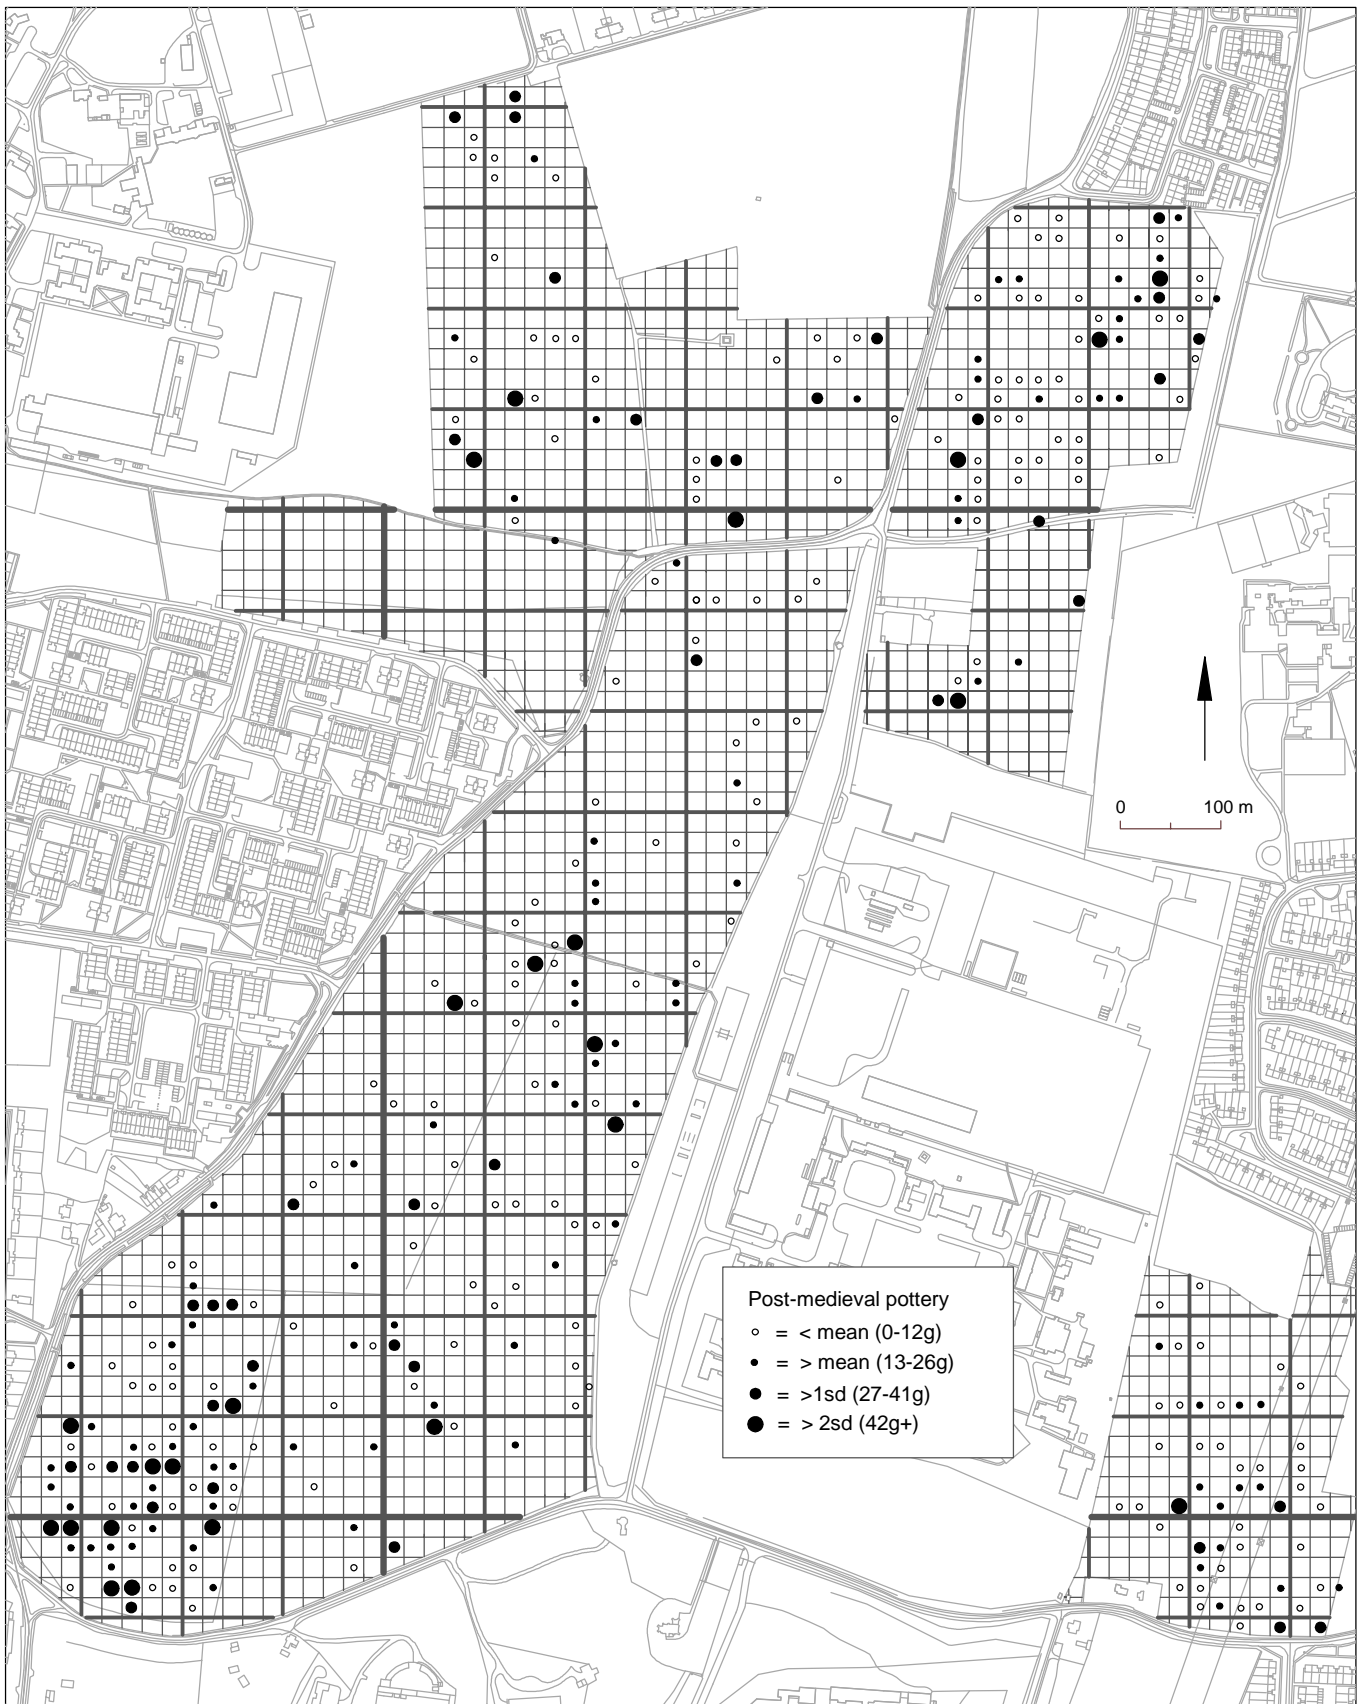 0 100 m
Post-medieval pottery
= < mean (0-12g)
= > mean (13-26g)
= >1sd (27-41g)
= > 2sd (42g+)